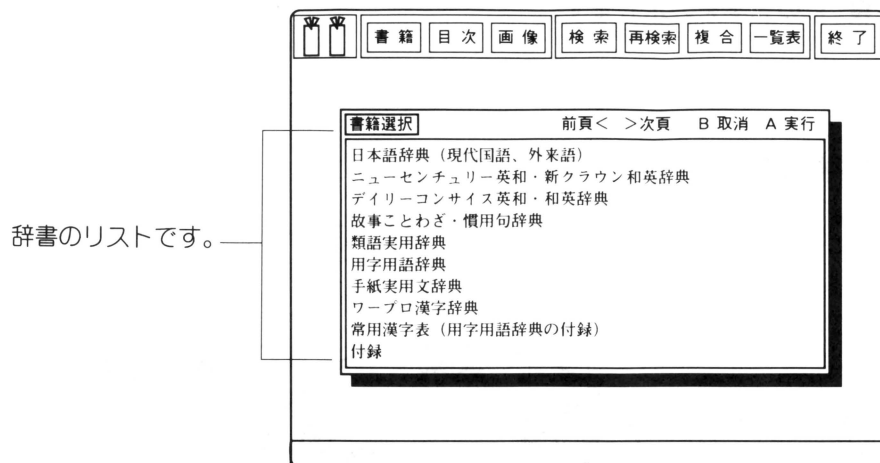 書籍 目次 画像 検索 再検索 複合 一覧表 終了
書籍選択 前頁< >次頁 B 取消 A 実行
日本語辞典（現代国語、外来語）
ニューセンチュリー英和・新クラウン和英辞典
デイリーコンサイス英和・和英辞典
故事ことわざ・慣用句辞典
類語実用辞典
用字用語辞典
手紙実用文辞典
ワープロ漢字辞典
常用漢字表（用字用語辞典の付録）
付録
辞書のリストです。